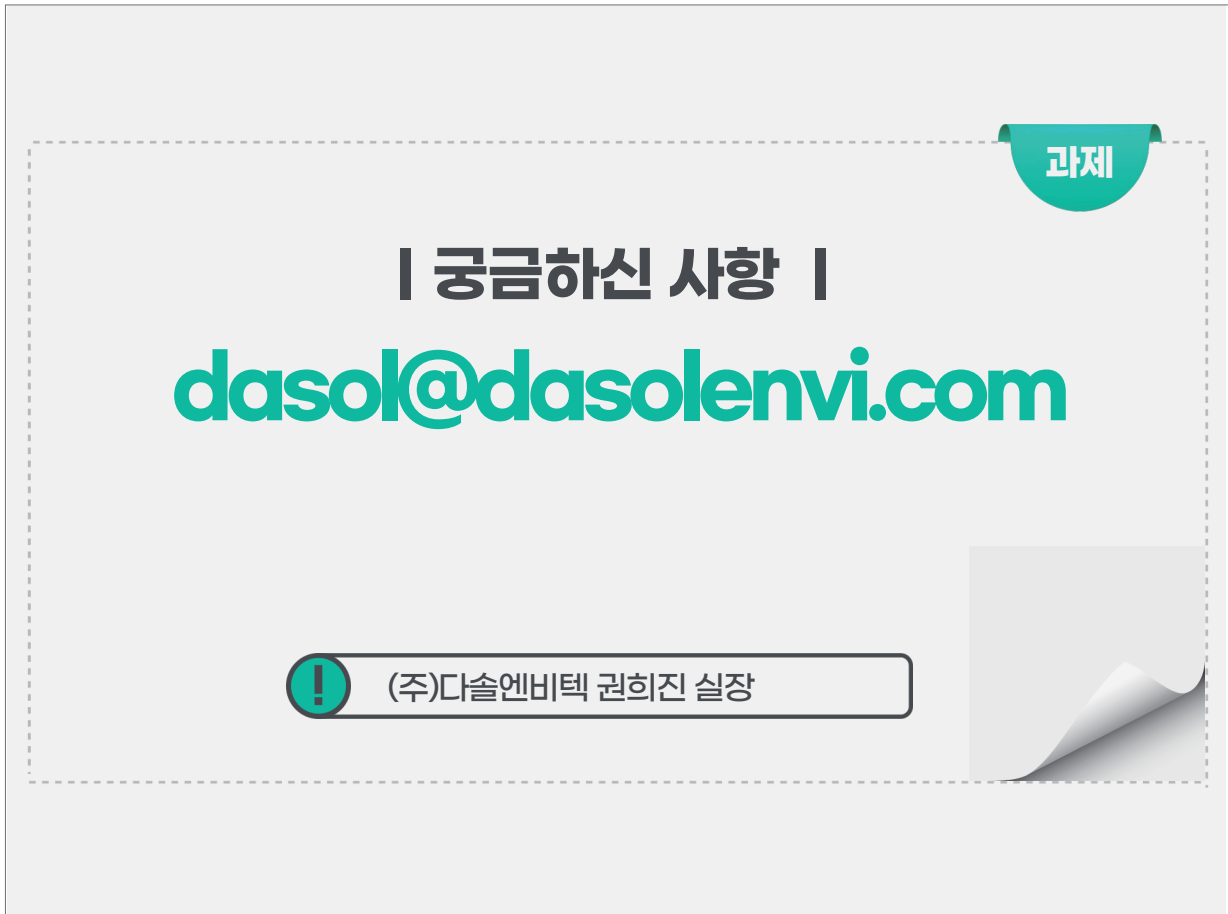 과제
| 궁금하신 사항 |
dasol@dasolenvi.com
! (주)다솔엔비텍 권희진 실장